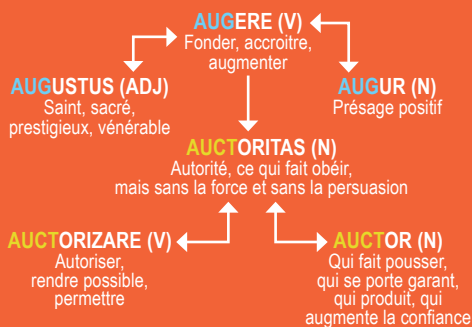 AUGERE (V)
Fonder, accroitre,
augmenter
AUGUSTUS (ADJ)
Saint, sacré,
prestigieux, vénérable
AUGUR (N)
Présage positif
AUCTORITAS (N)
Autorité, ce qui fait obéir,
mais sans la force et sans la persuasion
AUCTORIZARE (V)
Autoriser,
rendre possible,
permettre
AUCTOR (N)
Qui fait pousser,
qui se porte garant,
qui produit, qui
augmente la confiance